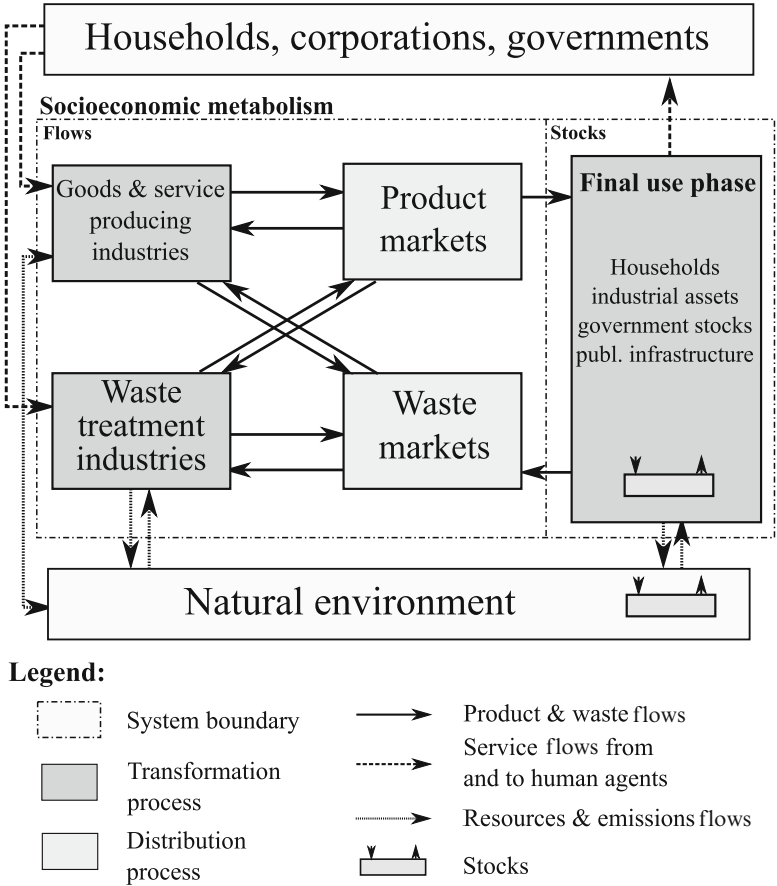 Households, corporations, governments
Socioeconomic metabolism
Flows
Stocks
Goods & service
producing
industries
Product
markets
Final use phase
Households
industrial assets
government stocks
publ. infrastructure
Waste
treatment
industries
Waste
markets
Natural environment
Legend:
System boundary
Transformation
process
Distribution
process
Product & waste flows
Service flows from
and to human agents
Resources & emissions flows
Stocks